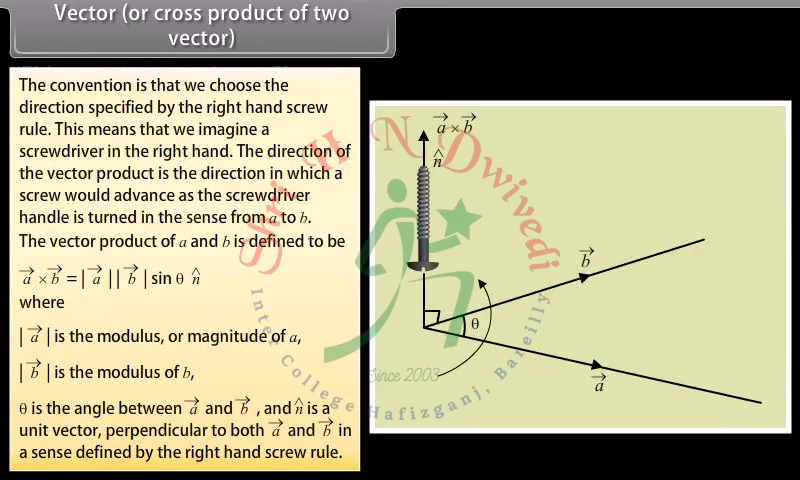 Vector (or cross product of two
vector)
The convention is that we choose the
direction specified by the right hand screw
rule. This means that we imagine a
screwdriver in the right hand. The direction of
the vector product is the direction in which a
screw would advance as the screwdriver
handle is turned in the sense from a to b.
The vector product of a and b is defined to be
a⃗ × b⃗ = | a⃗ | | b⃗ | sin θ n̂
where
| a⃗ | is the modulus, or magnitude of a,
| b⃗ | is the modulus of b,
θ is the angle between a⃗ and b⃗ , and n̂ is a
unit vector, perpendicular to both a⃗ and b⃗ in
a sense defined by the right hand screw rule.
a⃗ × b⃗
n̂
b⃗
θ
a⃗
Shri H N Dwivedi
Inter College Hafizganj, Bareilly
Since 2003